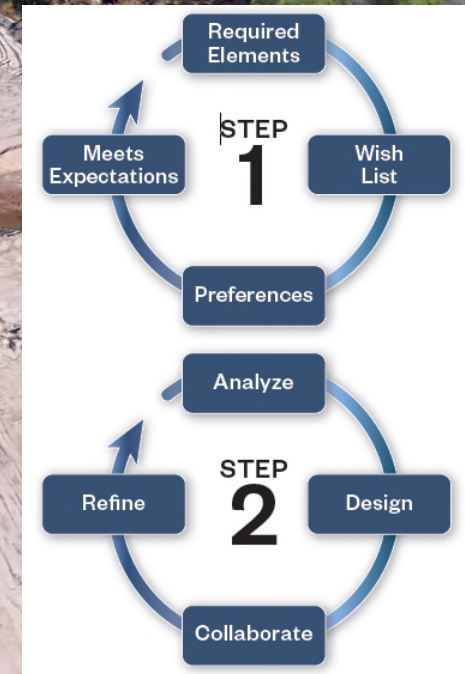 Required
Elements
STEP
1
Meets
Expectations
Wish
List
Preferences
Analyze
STEP
2
Refine
Design
Collaborate